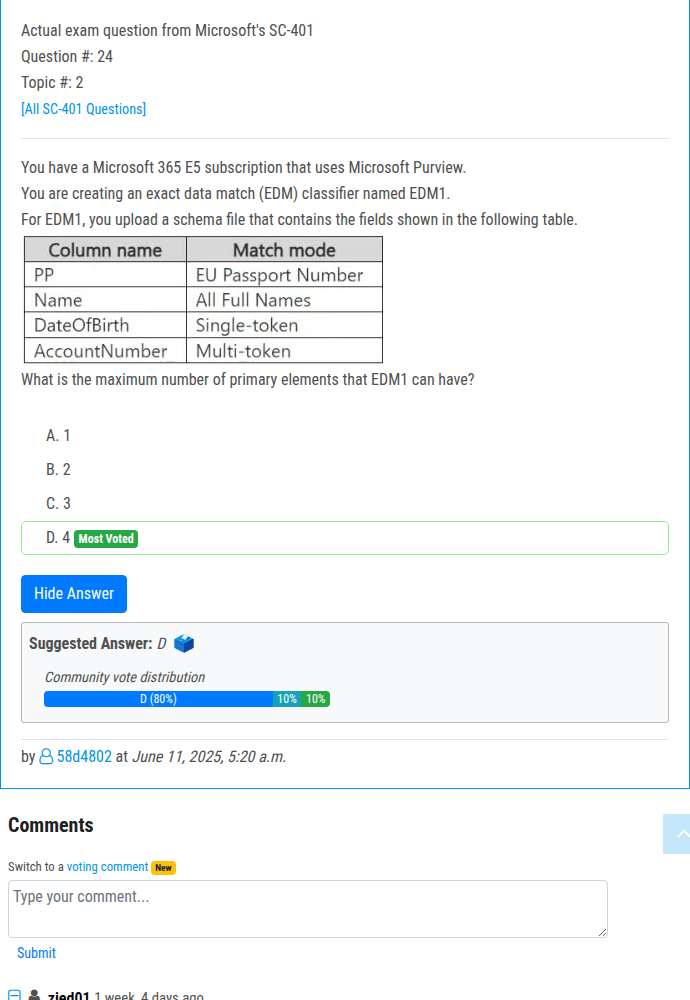 Actual exam question from Microsoft's SC-401
Question #: 24
Topic #: 2
[All SC-401 Questions]
You have a Microsoft 365 E5 subscription that uses Microsoft Purview.
You are creating an exact data match (EDM) classifier named EDM1.
For EDM1, you upload a schema file that contains the fields shown in the following table.
Column name Match mode
PP EU Passport Number
Name All Full Names
DateOfBirth Single-token
AccountNumber Multi-token
What is the maximum number of primary elements that EDM1 can have?
A. 1
B. 2
C. 3
D. 4 Most Voted
Hide Answer
Suggested Answer: D
Community vote distribution
D (80%) 10% 10%
by 58d4802 at June 11, 2025, 5:20 a.m.
Comments
Switch to a voting comment New
Type your comment...
Submit
zied01 1 week, 4 days ago